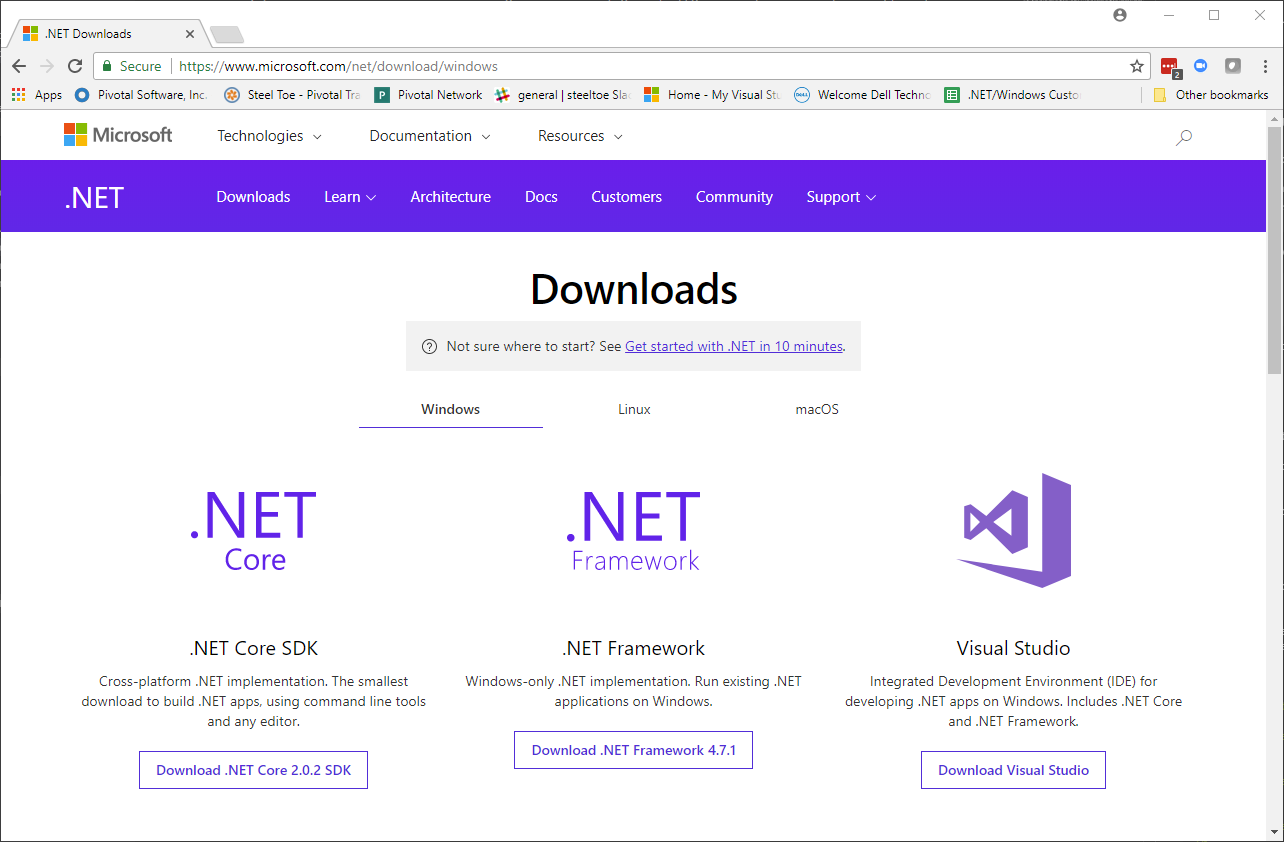 .NET Downloads
Secure https://www.microsoft.com/net/download/windows
2
Apps Pivotal Software, Inc. Steel Toe - Pivotal Tra P Pivotal Network general | steeltoe Sla Home - My Visual Stu DELL Welcome Dell Techno .NET/Windows Custo Other bookmarks
Microsoft Technologies Documentation Resources
.NET Downloads Learn Architecture Docs Customers Community Support
Downloads
? Not sure where to start? See Get started with .NET in 10 minutes.
Windows Linux macOS
.NET
Core
.NET
Framework
.NET Core SDK
Cross-platform .NET implementation. The smallest
download to build .NET apps, using command line tools
and any editor.
Download .NET Core 2.0.2 SDK
.NET Framework
Windows-only .NET implementation. Run existing .NET
applications on Windows.
Download .NET Framework 4.7.1
Visual Studio
Integrated Development Environment (IDE) for
developing .NET apps on Windows. Includes .NET Core
and .NET Framework.
Download Visual Studio